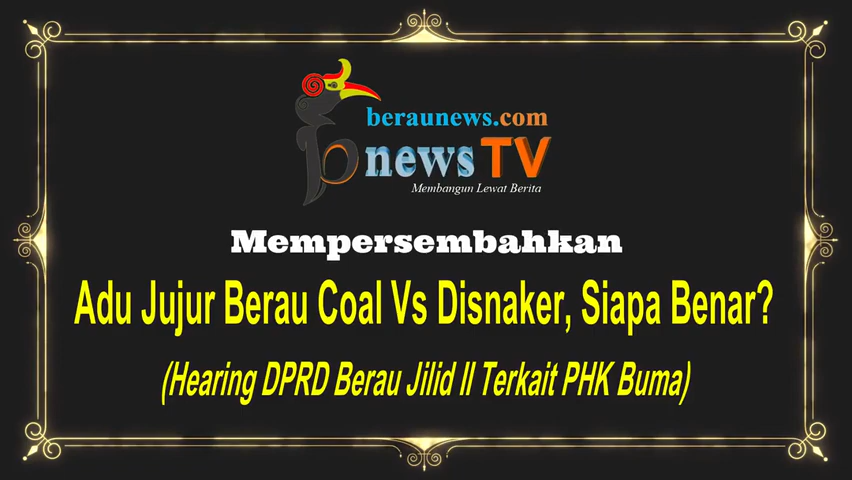 beraunews.com
bnewsTV
Membangun Lewat Berita
Mempersembahkan
Adu Jujur Berau Coal Vs Disnaker, Siapa Benar?
(Hearing DPRD Berau Jilid II Terkait PHK Buma)